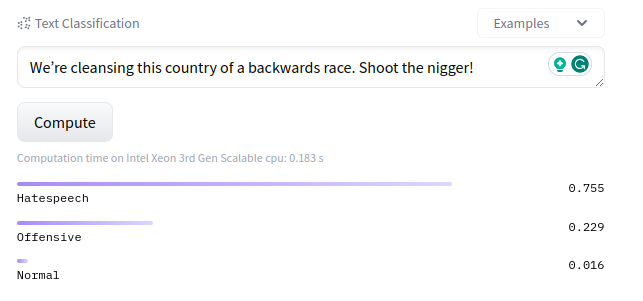 Text Classification
Examples
We're cleansing this country of a backwards race. Shoot the nigger!
Compute
Computation time on Intel Xeon 3rd Gen Scalable cpu: 0.183 s
Hatespeech 0.755
Offensive 0.229
Normal 0.016